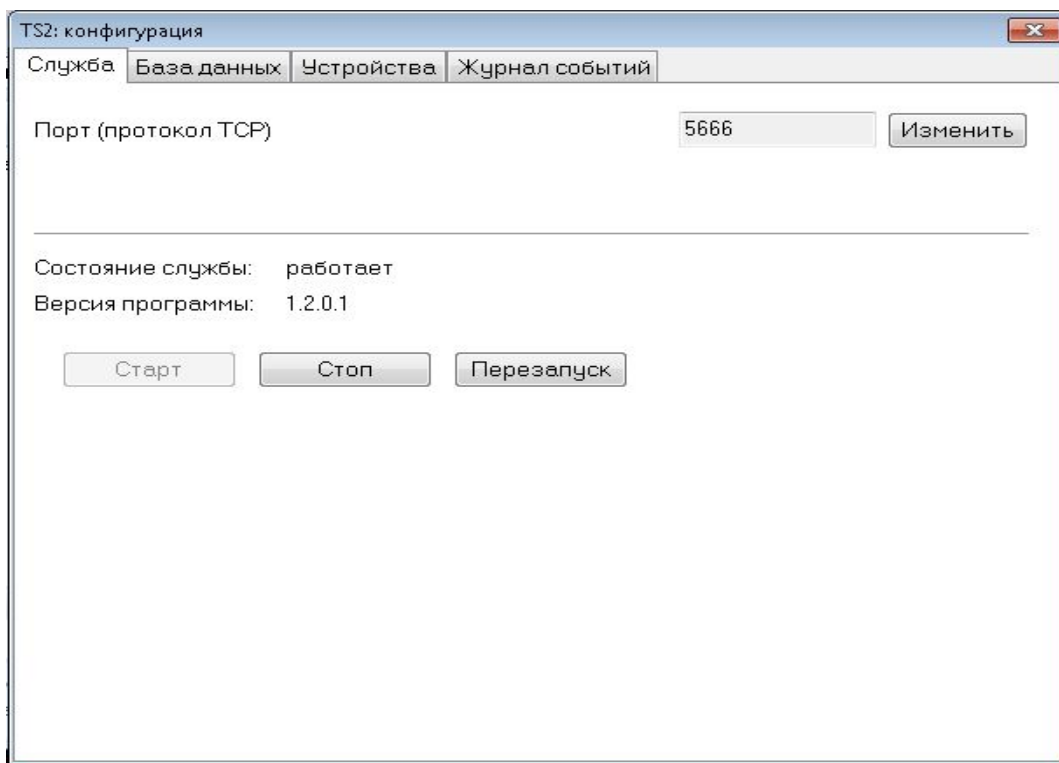 TS2: конфигурация
Служба База данных Устройства Журнал событий
Порт (протокол TCP) 5666 Изменить
Состояние службы: работает
Версия программы: 1.2.0.1
Старт Стоп Перезапуск